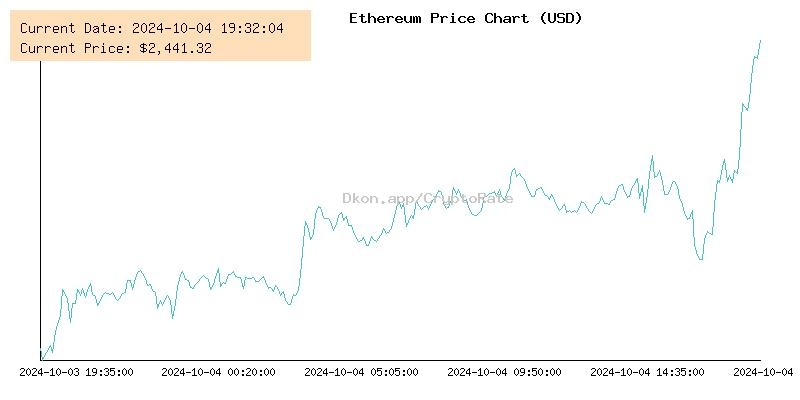 Ethereum Price Chart (USD)
Current Date: 2024-10-04 19:32:04
Current Price: $2,441.32
Dkon.app/CryptoRate
2024-10-03 19:35:00 2024-10-04 00:20:00 2024-10-04 05:05:00 2024-10-04 09:50:00 2024-10-04 14:35:00 2024-10-04